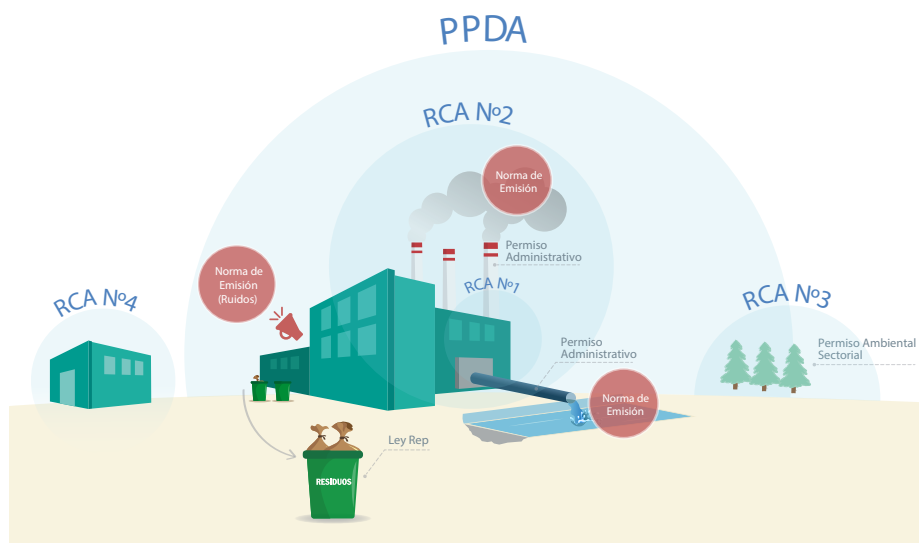 PPDA
RCA Nº2
Norma de
Emisión
Permiso
Administrativo
Norma de
Emisión
(Ruidos)
RCA Nº1
RCA Nº4
RCA Nº3
Permiso
Administrativo
Permiso Ambiental
Sectorial
Norma de
Emisión
Ley Rep
RESÍDUOS